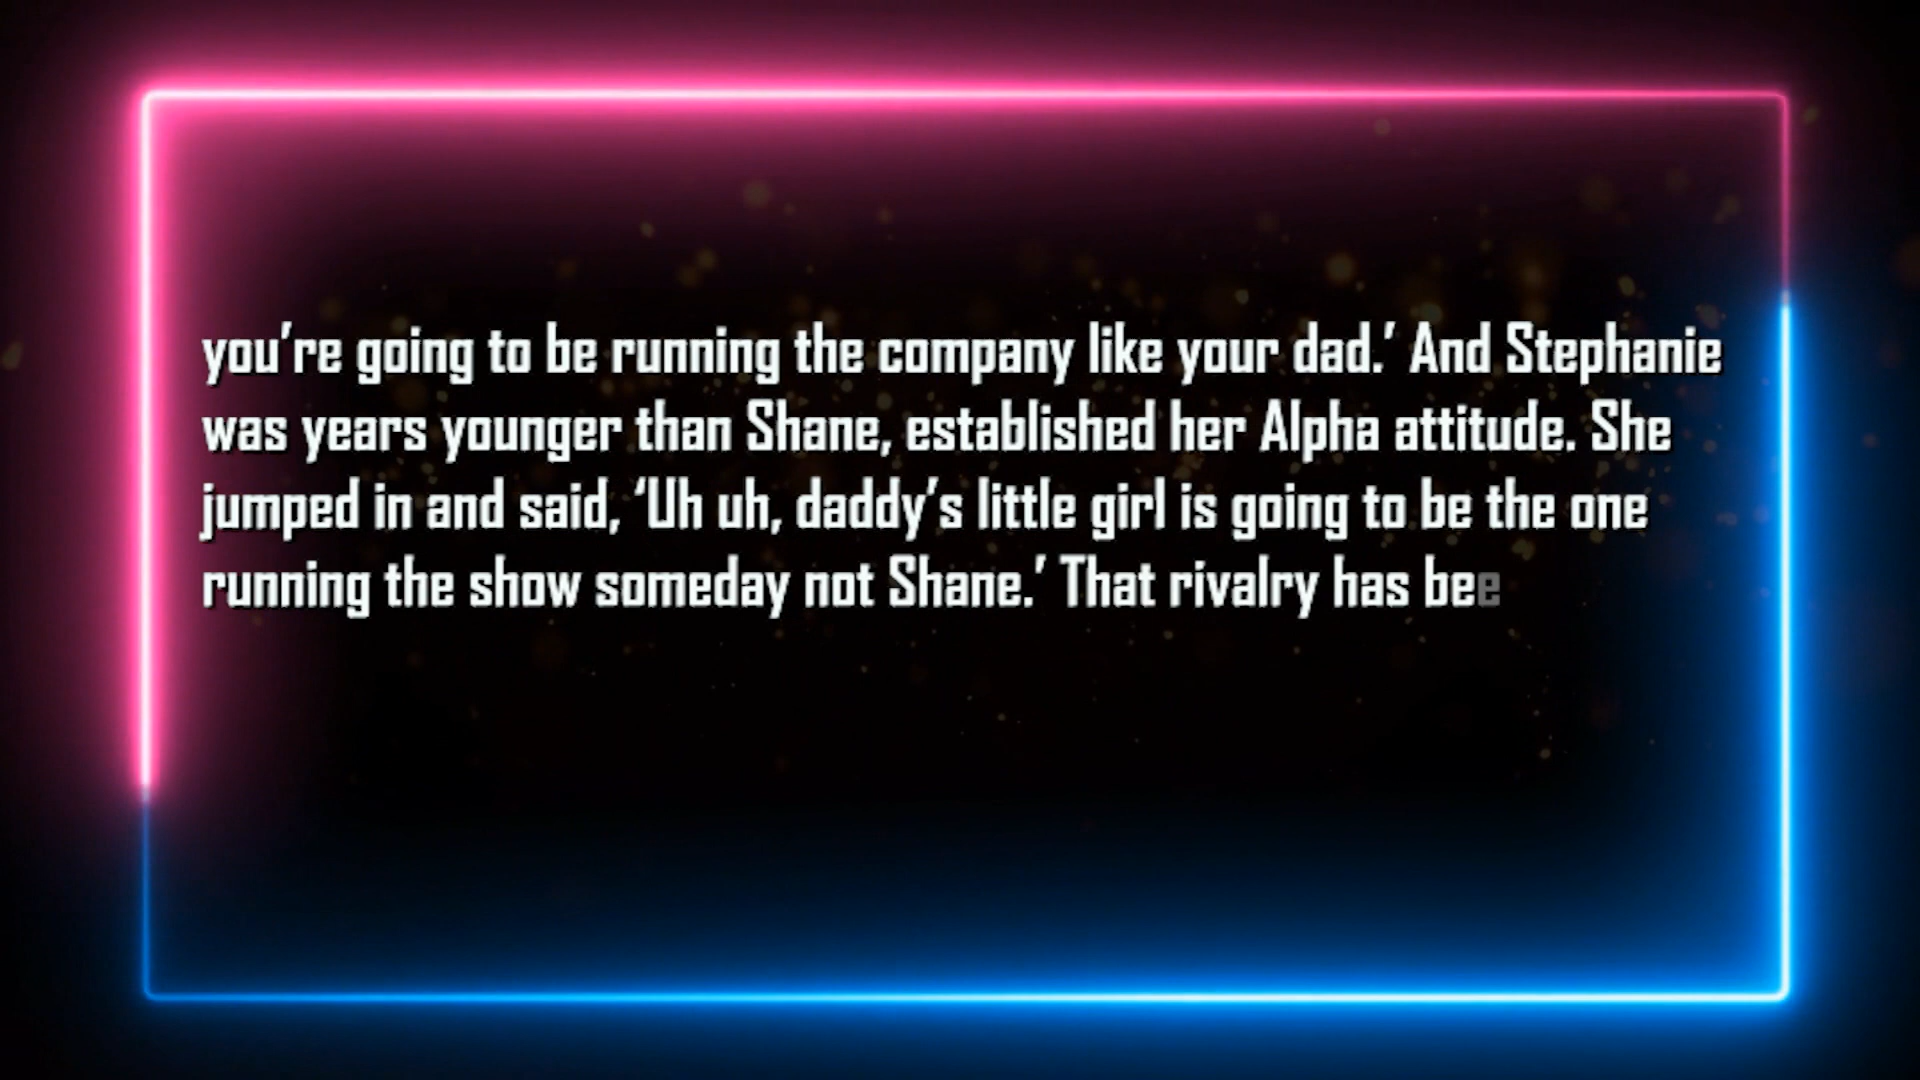 you’re going to be running the company like your dad.’ And Stephanie
was years younger than Shane, established her Alpha attitude. She
jumped in and said, ‘Uh uh, daddy’s little girl is going to be the one
running the show someday not Shane.’ That rivalry has bee